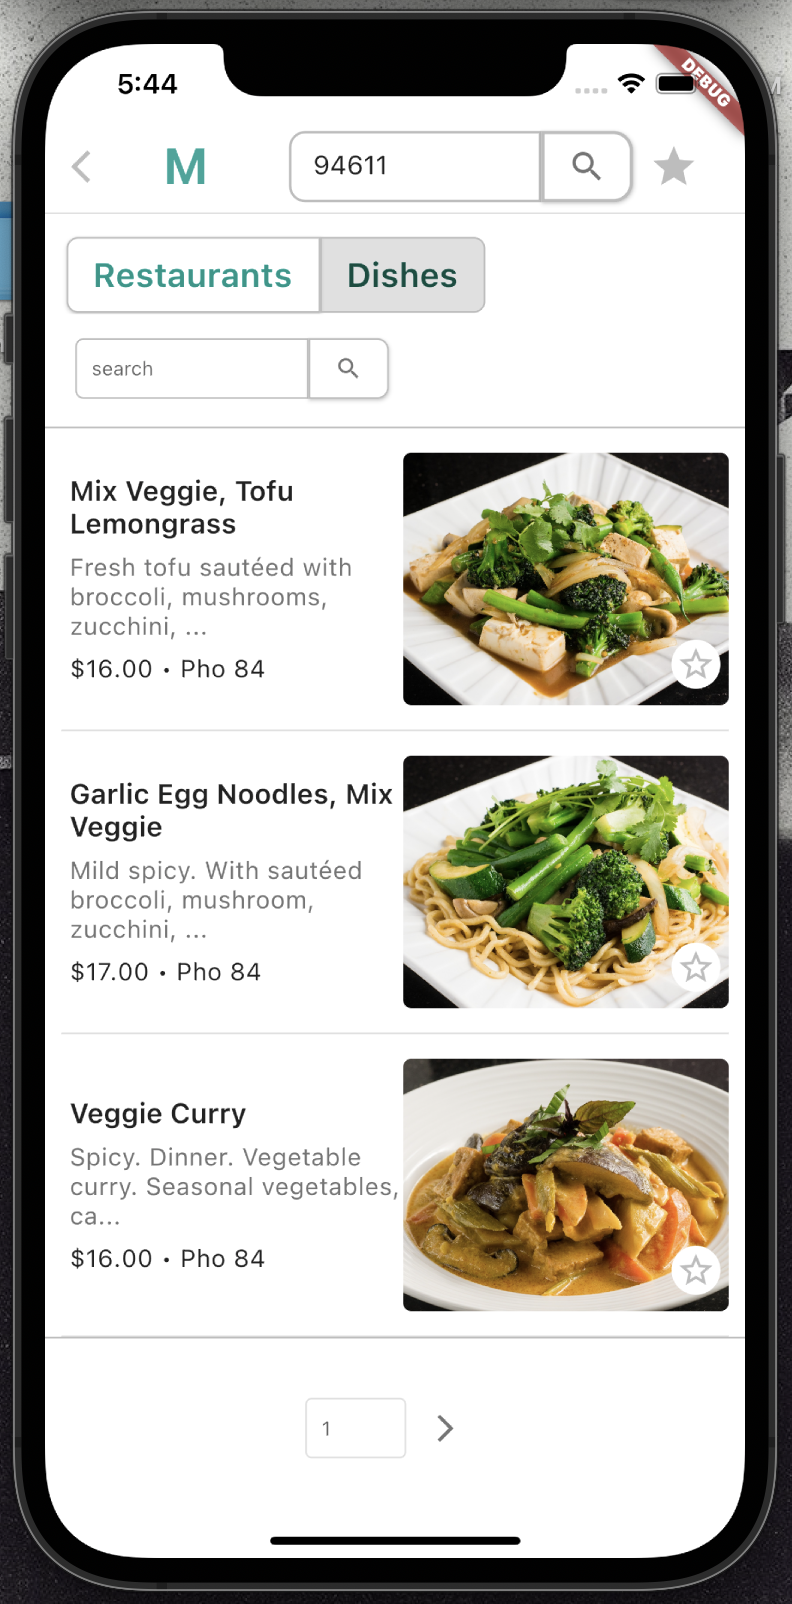 5:44
DEBUG
M
94611
Restaurants
Dishes
search
Mix Veggie, Tofu
Lemongrass
Fresh tofu sautéed with
broccoli, mushrooms,
zucchini, ...
$16.00 • Pho 84
Garlic Egg Noodles, Mix
Veggie
Mild spicy. With sautéed
broccoli, mushroom,
zucchini, ...
$17.00 • Pho 84
Veggie Curry
Spicy. Dinner. Vegetable
curry. Seasonal vegetables,
ca...
$16.00 • Pho 84
1